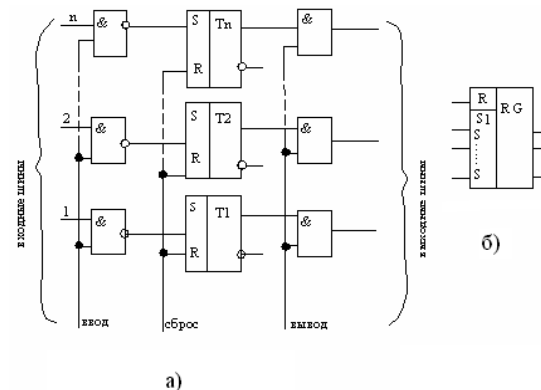 n
&
S Tn
R
&
2
&
S T2
R
&
1
&
S T1
R
&
входные шины
ввод
сброс
вывод
выходные шины
а)
R RG
S1
S
S
б)